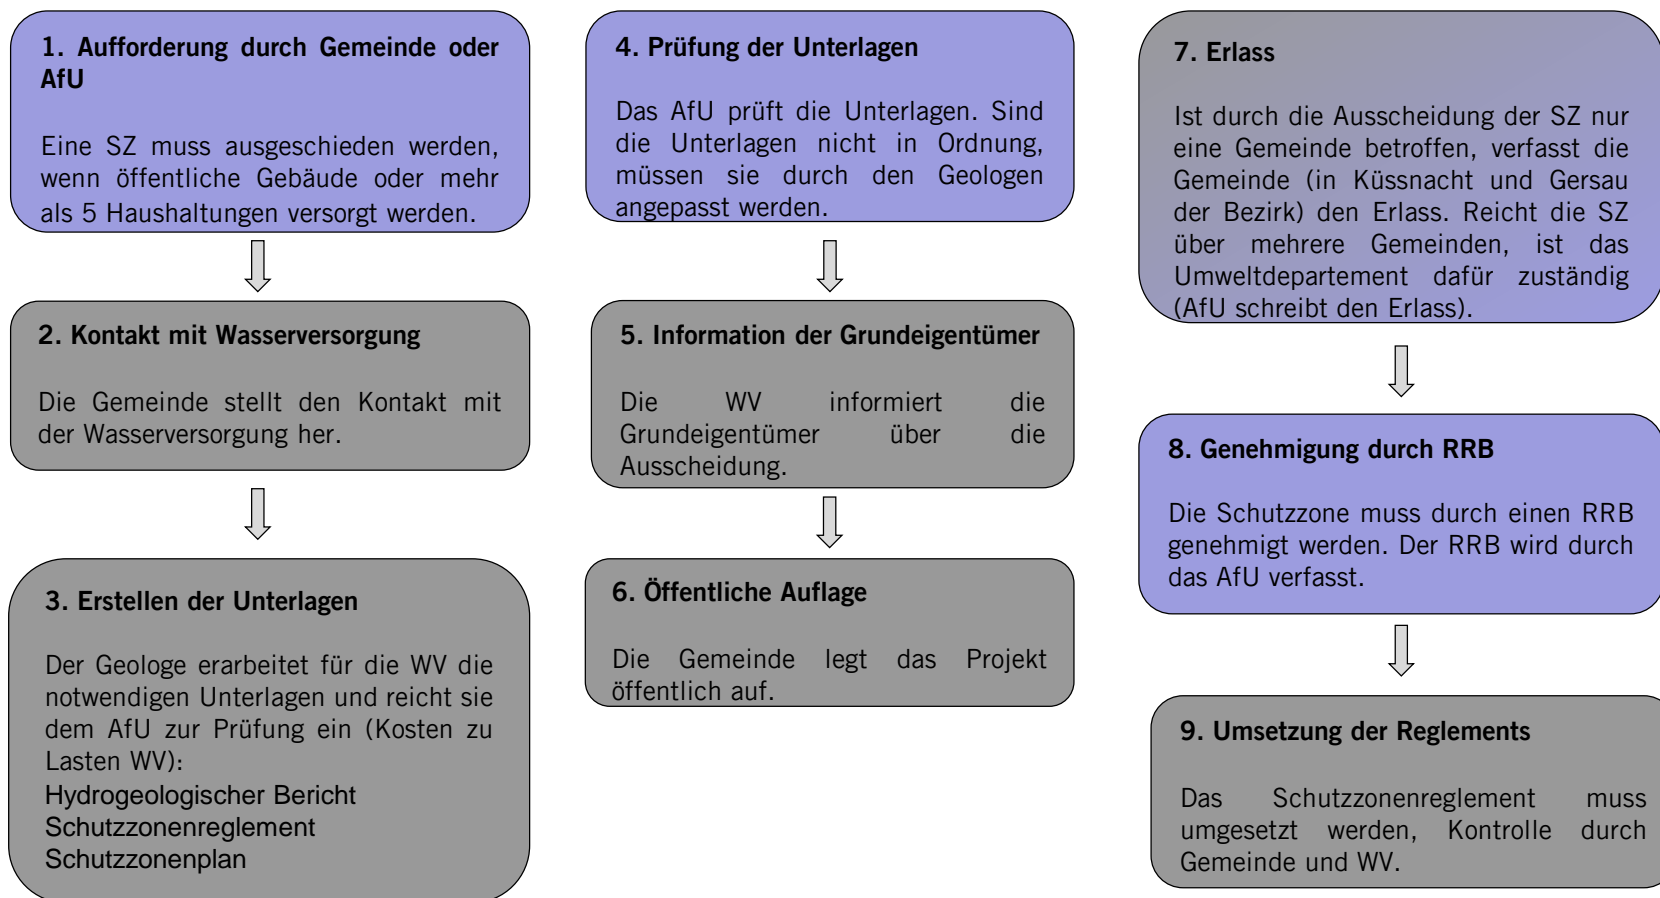 1. Aufforderung durch Gemeinde oder
AfU
Eine SZ muss ausgeschieden werden,
wenn öffentliche Gebäude oder mehr
als 5 Haushaltungen versorgt werden.
2. Kontakt mit Wasserversorgung
Die Gemeinde stellt den Kontakt mit
der Wasserversorgung her.
3. Erstellen der Unterlagen
Der Geologe erarbeitet für die WV die
notwendigen Unterlagen und reicht sie
dem AfU zur Prüfung ein (Kosten zu
Lasten WV):
Hydrogeologischer Bericht
Schutzzonenreglement
Schutzzonenplan
4. Prüfung der Unterlagen
Das AfU prüft die Unterlagen. Sind
die Unterlagen nicht in Ordnung,
müssen sie durch den Geologen
angepasst werden.
5. Information der Grundeigentümer
Die WV informiert die
Grundeigentümer über die
Ausscheidung.
6. Öffentliche Auflage
Die Gemeinde legt das Projekt
öffentlich auf.
7. Erlass
Ist durch die Ausscheidung der SZ nur
eine Gemeinde betroffen, verfasst die
Gemeinde (in Küssnacht und Gersau
der Bezirk) den Erlass. Reicht die SZ
über mehrere Gemeinden, ist das
Umweltdepartement dafür zuständig
(AfU schreibt den Erlass).
8. Genehmigung durch RRB
Die Schutzzone muss durch einen RRB
genehmigt werden. Der RRB wird durch
das AfU verfasst.
9. Umsetzung der Reglements
Das Schutzzonenreglement muss
umgesetzt werden, Kontrolle durch
Gemeinde und WV.